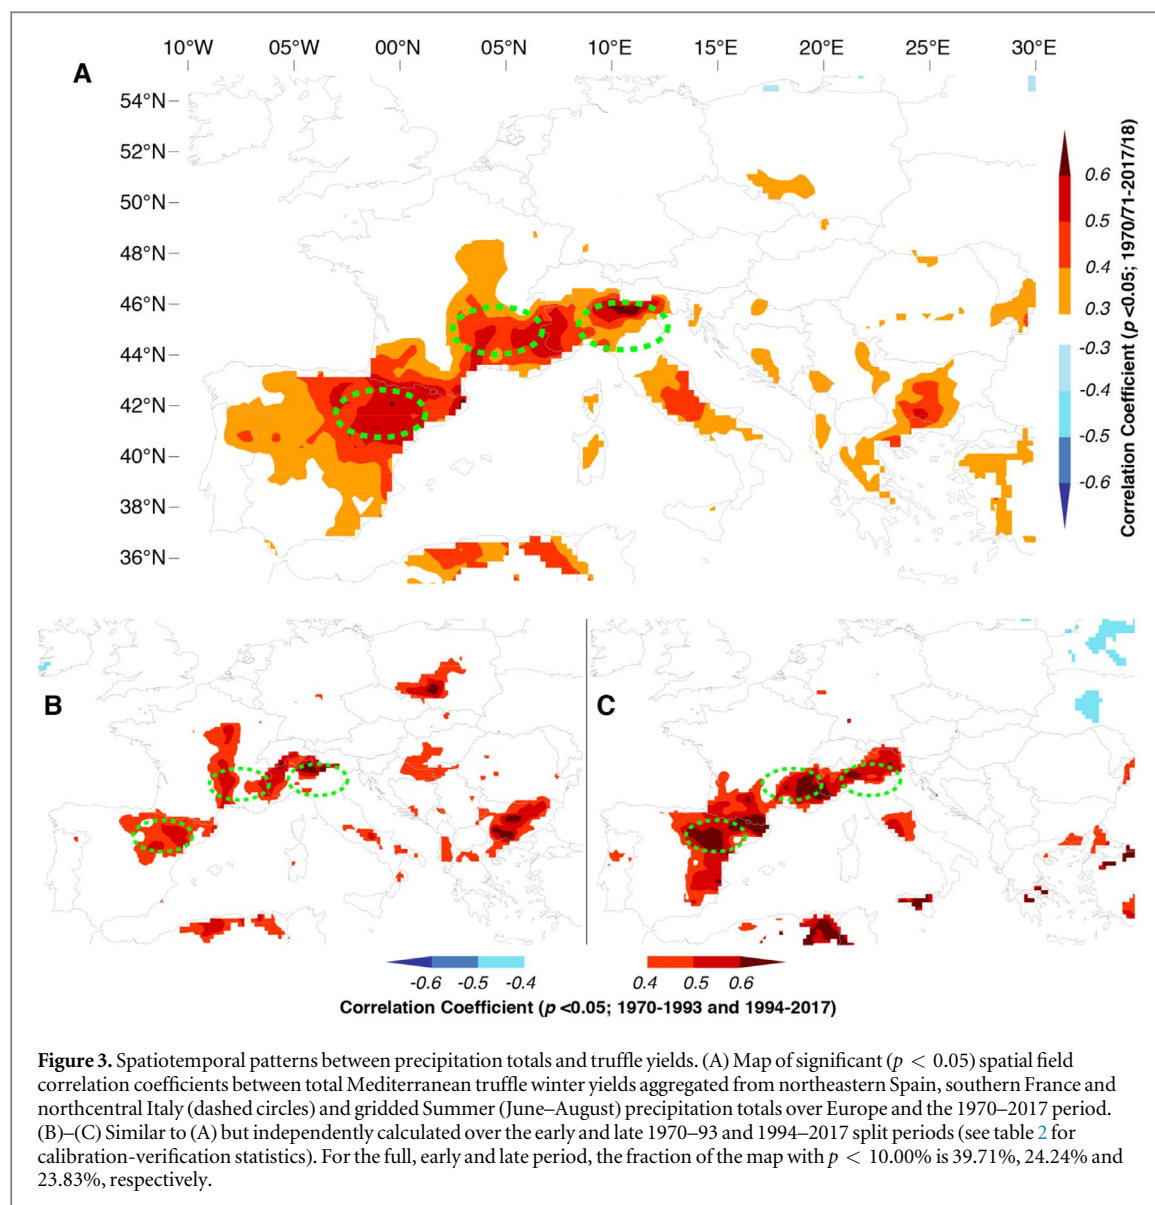 10°W 05°W 00°N 05°E 10°E 15°E 20°E 25°E 30°E
A
54°N
52°N
50°N
48°N
46°N
44°N
42°N
40°N
38°N
36°N
0.6
0.5
0.4
0.3
-0.3
-0.4
-0.5
-0.6
Correlation Coefficient (p <0.05; 1970/71-2017/18)
B
C
-0.6 -0.5 -0.4
0.4 0.5 0.6
Correlation Coefficient (p <0.05; 1970-1993 and 1994-2017)
Figure 3. Spatiotemporal patterns between precipitation totals and truffle yields. (A) Map of significant (p < 0.05) spatial field
correlation coefficients between total Mediterranean truffle winter yields aggregated from northeastern Spain, southern France and
northcentral Italy (dashed circles) and gridded Summer (June–August) precipitation totals over Europe and the 1970–2017 period.
(B)–(C) Similar to (A) but independently calculated over the early and late 1970–93 and 1994–2017 split periods (see table 2 for
calibration-verification statistics). For the full, early and late period, the fraction of the map with p < 10.00% is 39.71%, 24.24% and
23.83%, respectively.